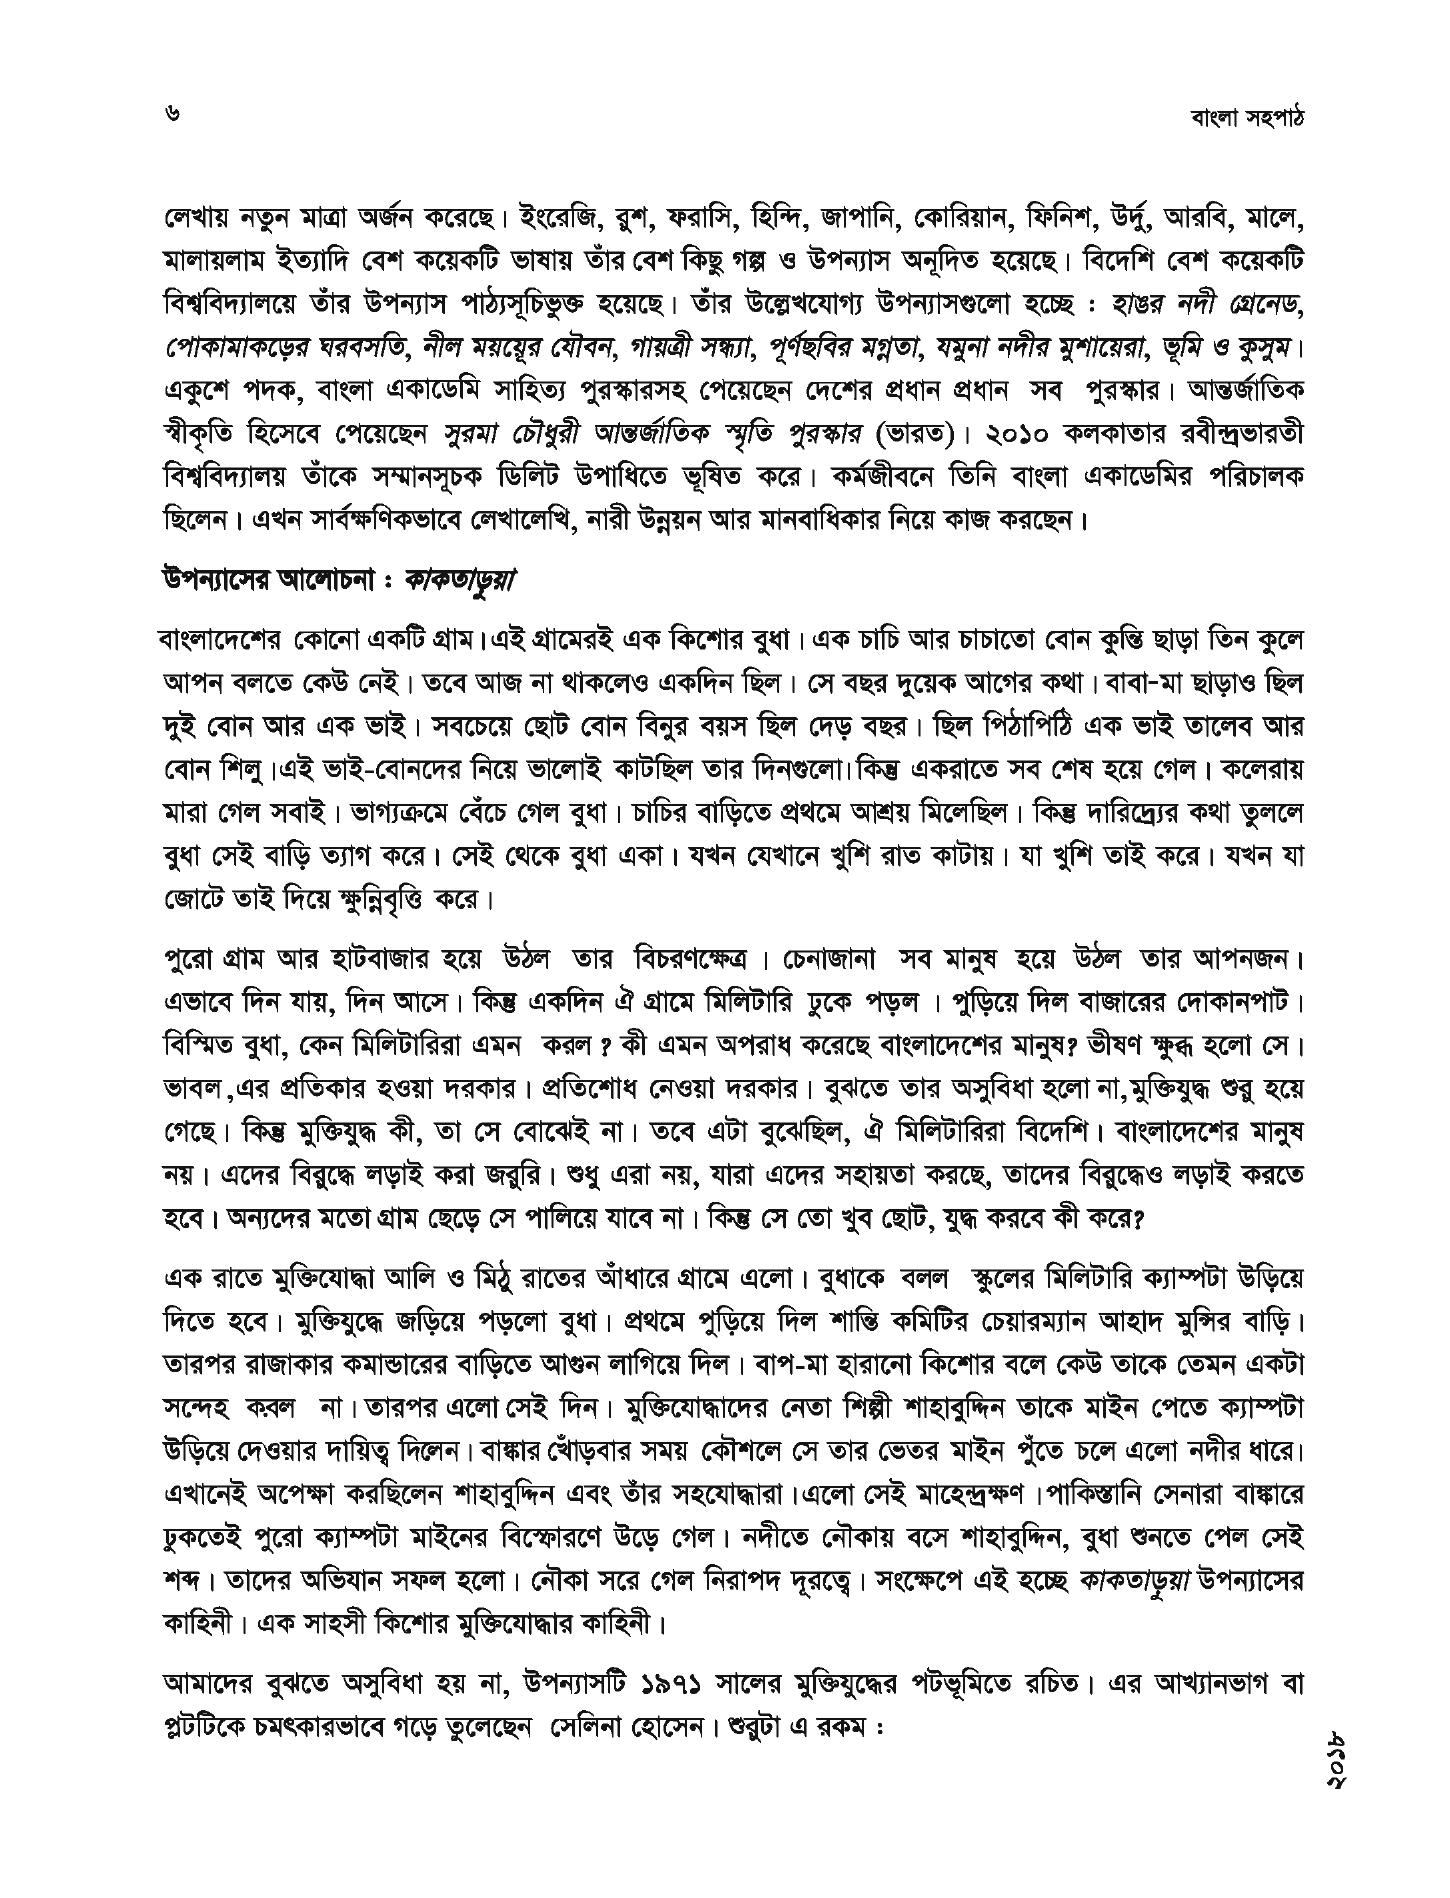 ৬
বাংলা সহপাঠ
লেখায় নতুন মাত্রা অর্জন করেছে। ইংরেজি, রুশ, ফরাসি, হিন্দি, জাপানি, কোরিয়ান, ফিনিশ, উর্দু, আরবি, মালে,
মালায়লাম ইত্যাদি বেশ কয়েকটি ভাষায় তাঁর বেশ কিছু গল্প ও উপন্যাস অনূদিত হয়েছে। বিদেশি বেশ কয়েকটি
বিশ্ববিদ্যালয়ে তাঁর উপন্যাস পাঠ্যসূচিভুক্ত হয়েছে। তাঁর উল্লেখযোগ্য উপন্যাসগুলো হচ্ছে : হাঙর নদী গ্রেনেড,
পোকামাকড়ের ঘরবসতি, নীল ময়ূয়ের যৌবন, গায়ত্রী সন্ধ্যা, পূর্ণছবির মগ্নতা, যমুনা নদীর মুশায়েরা, ভূমি ও কুসুম।
একুশে পদক, বাংলা একাডেমি সাহিত্য পুরস্কারসহ পেয়েছেন দেশের প্রধান প্রধান সব পুরস্কার। আন্তর্জাতিক
স্বীকৃতি হিসেবে পেয়েছেন সুরমা চৌধুরী আন্তর্জাতিক স্মৃতি পুরস্কার (ভারত)। ২০১০ কলকাতার রবীন্দ্রভারতী
বিশ্ববিদ্যালয় তাঁকে সম্মানসূচক ডিলিট উপাধিতে ভূষিত করে। কর্মজীবনে তিনি বাংলা একাডেমির পরিচালক
ছিলেন। এখন সার্বক্ষণিকভাবে লেখালেখি, নারী উন্নয়ন আর মানবাধিকার নিয়ে কাজ করছেন।
উপন্যাসের আলোচনা : কাকতাড়ুয়া
বাংলাদেশের কোনো একটি গ্রাম। এই গ্রামেরই এক কিশোর বুধা। এক চাচি আর চাচাতো বোন কুন্তি ছাড়া তিন কুলে
আপন বলতে কেউ নেই। তবে আজ না থাকলেও একদিন ছিল। সে বছর দুয়েক আগের কথা। বাবা-মা ছাড়াও ছিল
দুই বোন আর এক ভাই। সবচেয়ে ছোট বোন বিনুর বয়স ছিল দেড় বছর। ছিল পিঠাপিঠি এক ভাই তালেব আর
বোন শিলু।এই ভাই-বোনদের নিয়ে ভালোই কাটছিল তার দিনগুলো। কিন্তু একরাতে সব শেষ হয়ে গেল। কলেরায়
মারা গেল সবাই। ভাগ্যক্রমে বেঁচে গেল বুধা। চাচির বাড়িতে প্রথমে আশ্রয় মিলেছিল। কিন্তু দারিদ্র্যের কথা তুললে
বুধা সেই বাড়ি ত্যাগ করে। সেই থেকে বুধা একা। যখন যেখানে খুশি রাত কাটায়। যা খুশি তাই করে। যখন যা
জোটে তাই দিয়ে ক্ষুন্নিবৃত্তি করে।
পুরো গ্রাম আর হাটবাজার হয়ে উঠল তার বিচরণক্ষেত্র । চেনাজানা সব মানুষ হয়ে উঠল তার আপনজন।
এভাবে দিন যায়, দিন আসে। কিন্তু একদিন ঐ গ্রামে মিলিটারি ঢুকে পড়ল । পুড়িয়ে দিল বাজারের দোকানপাট।
বিস্মিত বুধা, কেন মিলিটারিরা এমন করল ? কী এমন অপরাধ করেছে বাংলাদেশের মানুষ? ভীষণ ক্ষুব্ধ হলো সে।
ভাবল ,এর প্রতিকার হওয়া দরকার। প্রতিশোধ নেওয়া দরকার। বুঝতে তার অসুবিধা হলো না,মুক্তিযুদ্ধ শুরু হয়ে
গেছে। কিন্তু মুক্তিযুদ্ধ কী, তা সে বোঝেই না। তবে এটা বুঝেছিল, ঐ মিলিটারিরা বিদেশি। বাংলাদেশের মানুষ
নয়। এদের বিরুদ্ধে লড়াই করা জরুরি। শুধু এরা নয়, যারা এদের সহায়তা করছে, তাদের বিরুদ্ধেও লড়াই করতে
হবে। অন্যদের মতো গ্রাম ছেড়ে সে পালিয়ে যাবে না। কিন্তু সে তো খুব ছোট, যুদ্ধ করবে কী করে?
এক রাতে মুক্তিযোদ্ধা আলি ও মিঠু রাতের আঁধারে গ্রামে এলো। বুধাকে বলল স্কুলের মিলিটারি ক্যাম্পটা উড়িয়ে
দিতে হবে। মুক্তিযুদ্ধে জড়িয়ে পড়লো বুধা। প্রথমে পুড়িয়ে দিল শান্তি কমিটির চেয়ারম্যান আহাদ মুন্সির বাড়ি।
তারপর রাজাকার কমান্ডারের বাড়িতে আগুন লাগিয়ে দিল। বাপ-মা হারানো কিশোর বলে কেউ তাকে তেমন একটা
সন্দেহ করল না। তারপর এলো সেই দিন। মুক্তিযোদ্ধাদের নেতা শিল্পী শাহাবুদ্দিন তাকে মাইন পেতে ক্যাম্পটা
উড়িয়ে দেওয়ার দায়িত্ব দিলেন। বাঙ্কার খোঁড়বার সময় কৌশলে সে তার ভেতর মাইন পুঁতে চলে এলো নদীর ধারে।
এখানেই অপেক্ষা করছিলেন শাহাবুদ্দিন এবং তাঁর সহযোদ্ধারা।এলো সেই মাহেন্দ্রক্ষণ ।পাকিস্তানি সেনারা বাঙ্কারে
ঢুকতেই পুরো ক্যাম্পটা মাইনের বিস্ফোরণে উড়ে গেল। নদীতে নৌকায় বসে শাহাবুদ্দিন, বুধা শুনতে পেল সেই
শব্দ। তাদের অভিযান সফল হলো। নৌকা সরে গেল নিরাপদ দূরত্বে। সংক্ষেপে এই হচ্ছে কাকতাড়ুয়া উপন্যাসের
কাহিনী। এক সাহসী কিশোর মুক্তিযোদ্ধার কাহিনী।
আমাদের বুঝতে অসুবিধা হয় না, উপন্যাসটি ১৯৭১ সালের মুক্তিযুদ্ধের পটভূমিতে রচিত। এর আখ্যানভাগ বা
প্লটটিকে চমৎকারভাবে গড়ে তুলেছেন সেলিনা হোসেন। শুরুটা এ রকম :
২০১৮